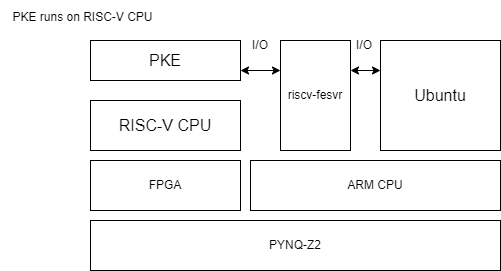 PKE runs on RISC-V CPU
I/O
I/O
PKE
riscv-fesvr
Ubuntu
RISC-V CPU
FPGA
ARM CPU
PYNQ-Z2